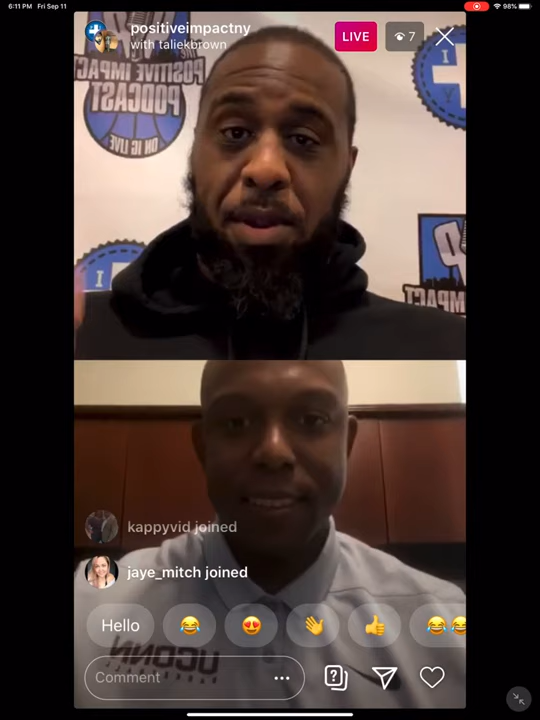 6:11 PM Fri Sep 11
98%
positiveimpactny
with taliekbrown
LIVE
7
POSITIVE IMPACT
PODCAST
ON IG LIVE
I
Y
I
IMPACT
kappyvid joined
jaye_mitch joined
Hello
UCONN
Comment